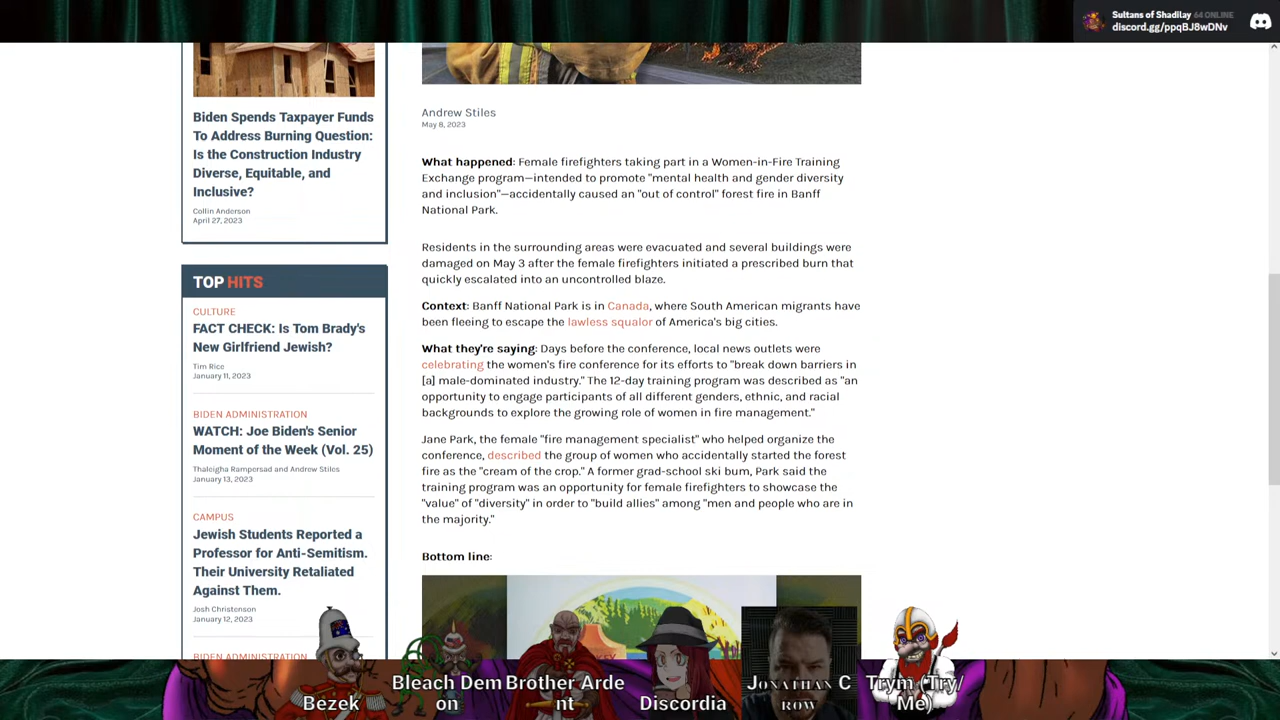 Sultans of Shadilay 64 ONLINE
discord.gg/ppqBJ8wDNv
Biden Spends Taxpayer Funds
To Address Burning Question:
Is the Construction Industry
Diverse, Equitable, and
Inclusive?
Collin Anderson
April 27, 2023
TOP HITS
CULTURE
FACT CHECK: Is Tom Brady's
New Girlfriend Jewish?
Tim Rice
January 11, 2023
BIDEN ADMINISTRATION
WATCH: Joe Biden's Senior
Moment of the Week (Vol. 25)
Thaleigha Rampersad and Andrew Stiles
January 13, 2023
CAMPUS
Jewish Students Reported a
Professor for Anti-Semitism.
Their University Retaliated
Against Them.
Josh Christenson
January 12, 2023
BIDEN ADMINISTRATION
Andrew Stiles
May 8, 2023
What happened: Female firefighters taking part in a Women-in-Fire Training
Exchange program—intended to promote "mental health and gender diversity
and inclusion"—accidentally caused an "out of control" forest fire in Banff
National Park.
Residents in the surrounding areas were evacuated and several buildings were
damaged on May 3 after the female firefighters initiated a prescribed burn that
quickly escalated into an uncontrolled blaze.
Context: Banff National Park is in Canada, where South American migrants have
been fleeing to escape the lawless squalor of America's big cities.
What they're saying: Days before the conference, local news outlets were
celebrating the women's fire conference for its efforts to "break down barriers in
[a] male-dominated industry." The 12-day training program was described as "an
opportunity to engage participants of all different genders, ethnic, and racial
backgrounds to explore the growing role of women in fire management."
Jane Park, the female "fire management specialist" who helped organize the
conference, described the group of women who accidentally started the forest
fire as the "cream of the crop." A former grad-school ski bum, Park said the
training program was an opportunity for female firefighters to showcase the
"value" of "diversity" in order to "build allies" among "men and people who are in
the majority."
Bottom line:
Bezek
Bleach Dem
on
Brother Arde
nt
Discordia
Jonathan C
row
Trym (Try/
Me)